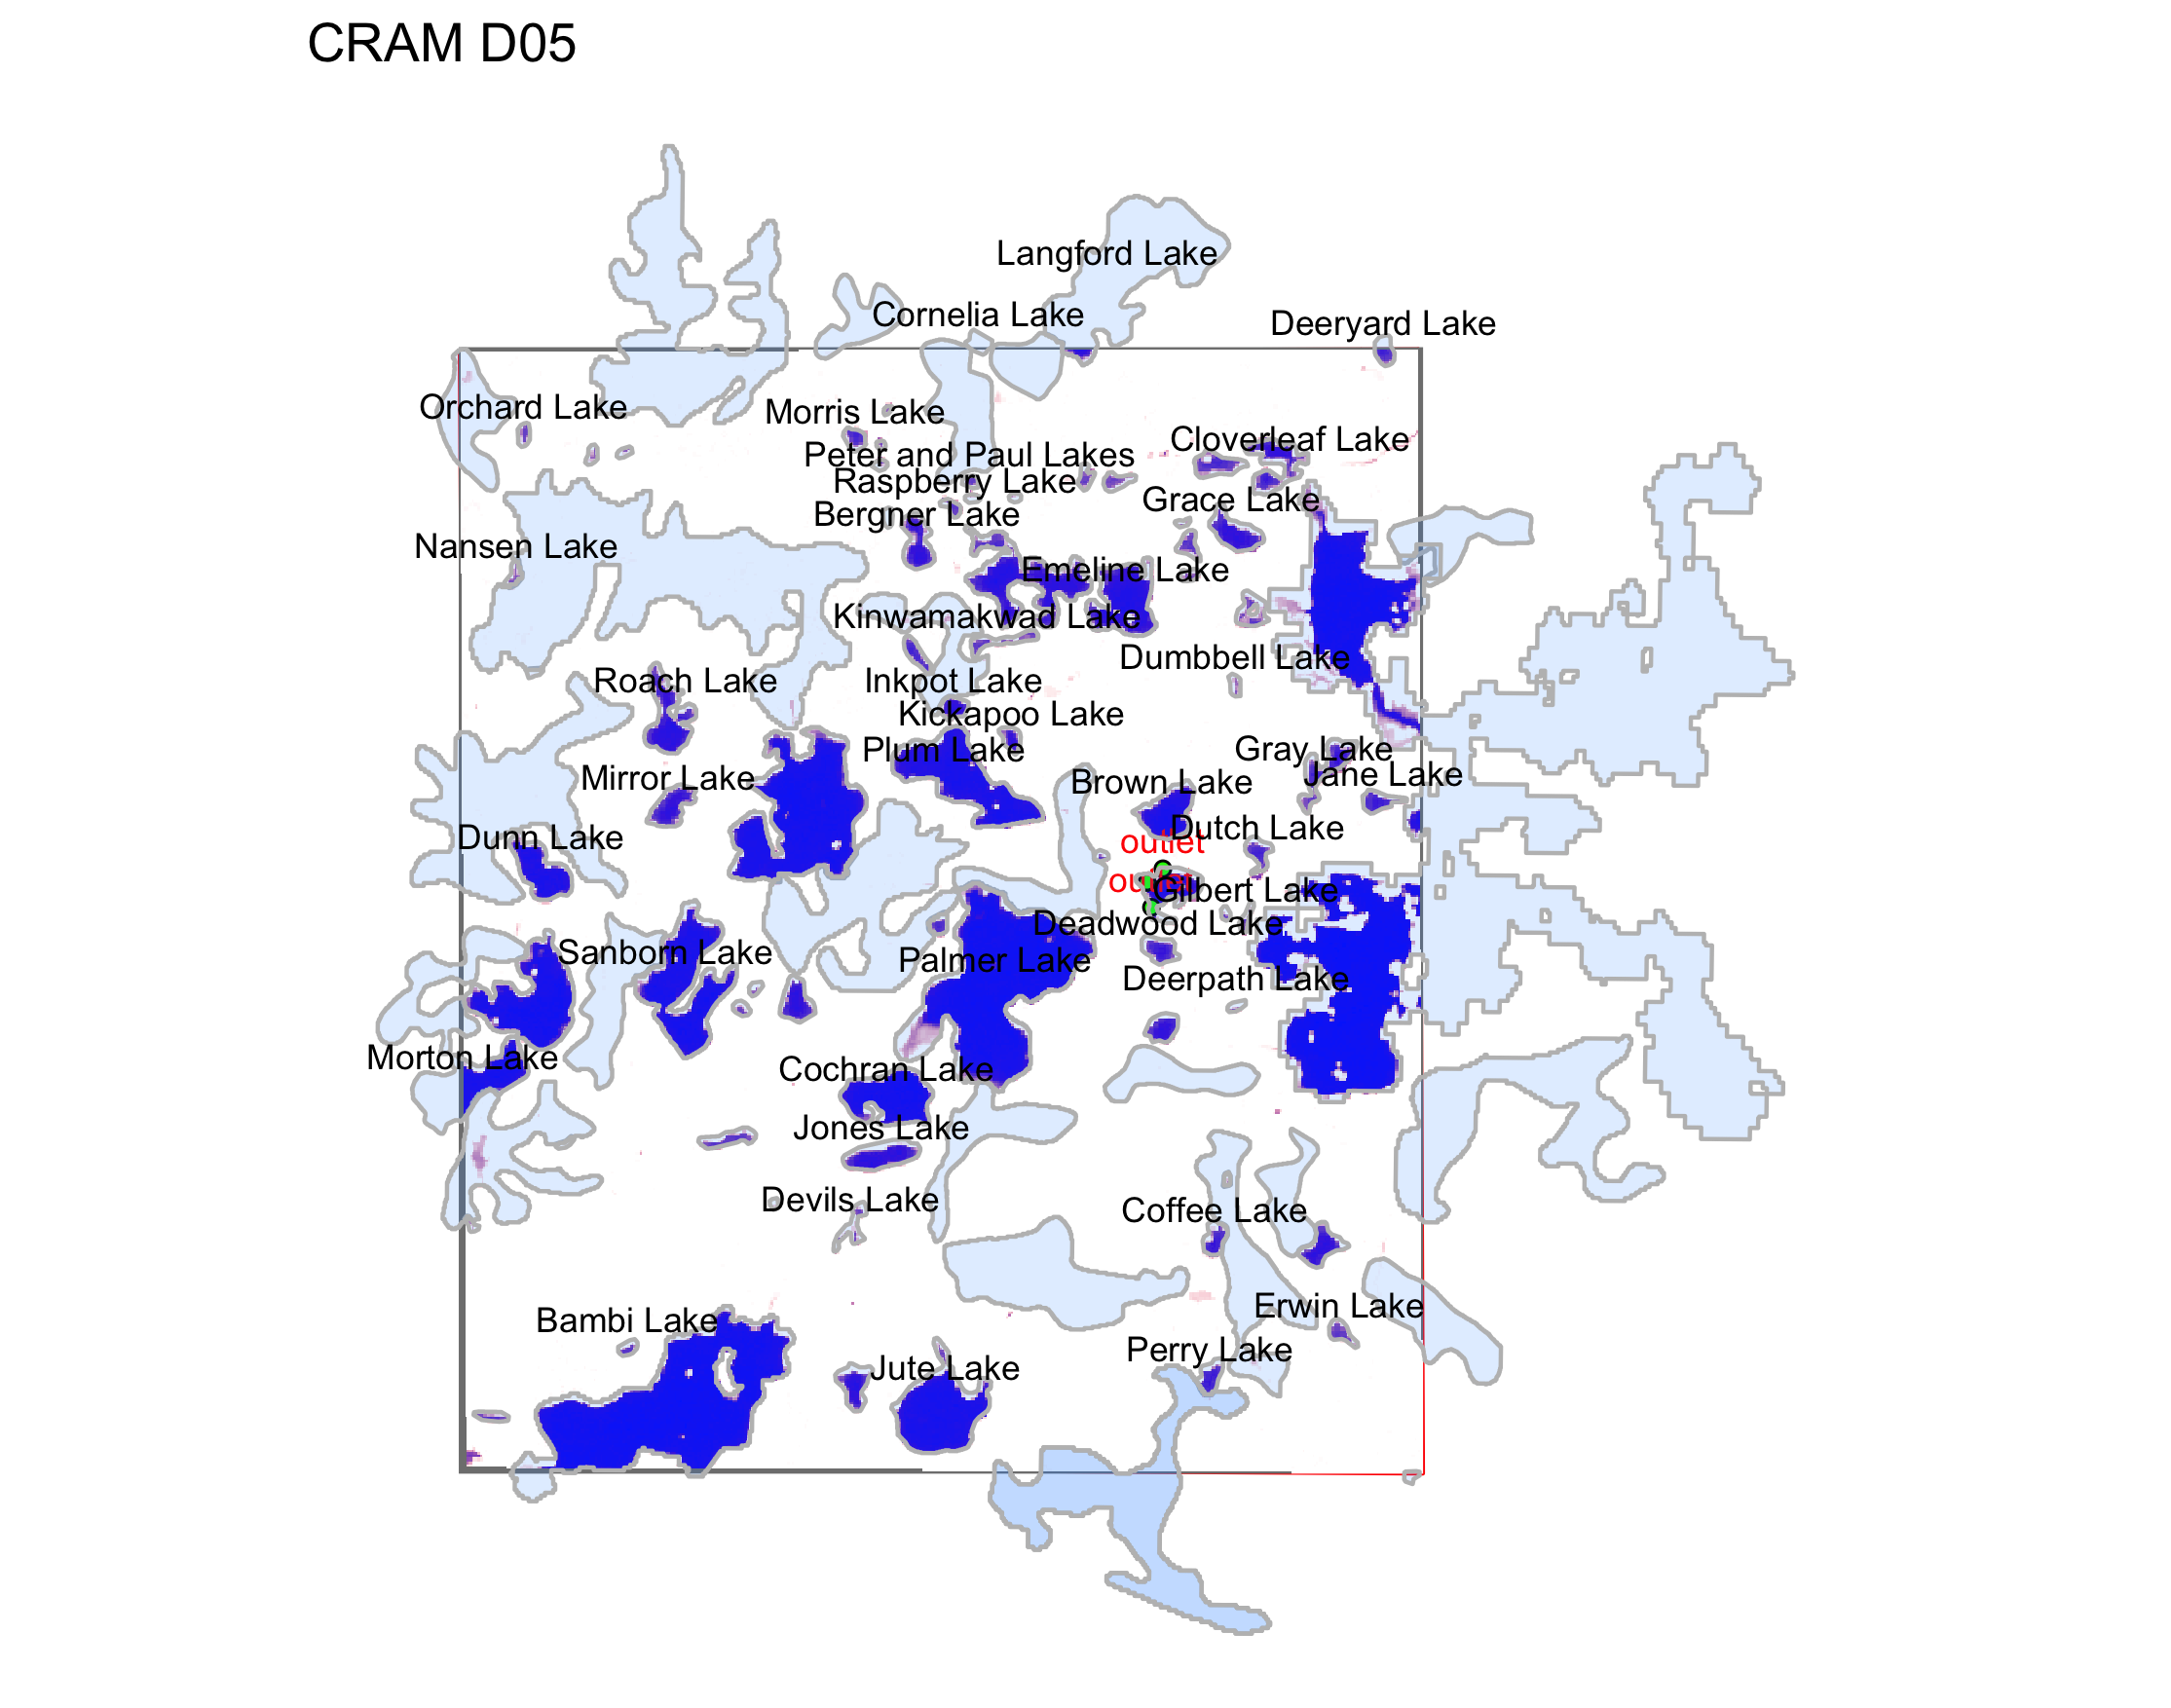 CRAM D05
Langford Lake
Cornelia Lake
Deeryard Lake
Orchard Lake
Morris Lake
Cloverleaf Lake
Peter and Paul Lakes
Raspberry Lake
Grace Lake
Bergner Lake
Nansen Lake
Emeline Lake
Kinwamakwad Lake
Dumbbell Lake
Roach Lake
Inkpot Lake
Kickapoo Lake
Plum Lake
Gray Lake
Mirror Lake
Jane Lake
Brown Lake
Dutch Lake
Dunn Lake
outlet
outlet
Gilbert Lake
Deadwood Lake
Sanborn Lake
Palmer Lake
Deerpath Lake
Morton Lake
Cochran Lake
Jones Lake
Devils Lake
Coffee Lake
Erwin Lake
Bambi Lake
Perry Lake
Jute Lake